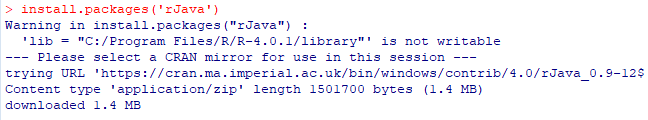 > install.packages('rJava')
Warning in install.packages("rJava") :
  'lib = "C:/Program Files/R/R-4.0.1/library"' is not writable
--- Please select a CRAN mirror for use in this session ---
trying URL 'https://cran.ma.imperial.ac.uk/bin/windows/contrib/4.0/rJava_0.9-12$
Content type 'application/zip' length 1501700 bytes (1.4 MB)
downloaded 1.4 MB